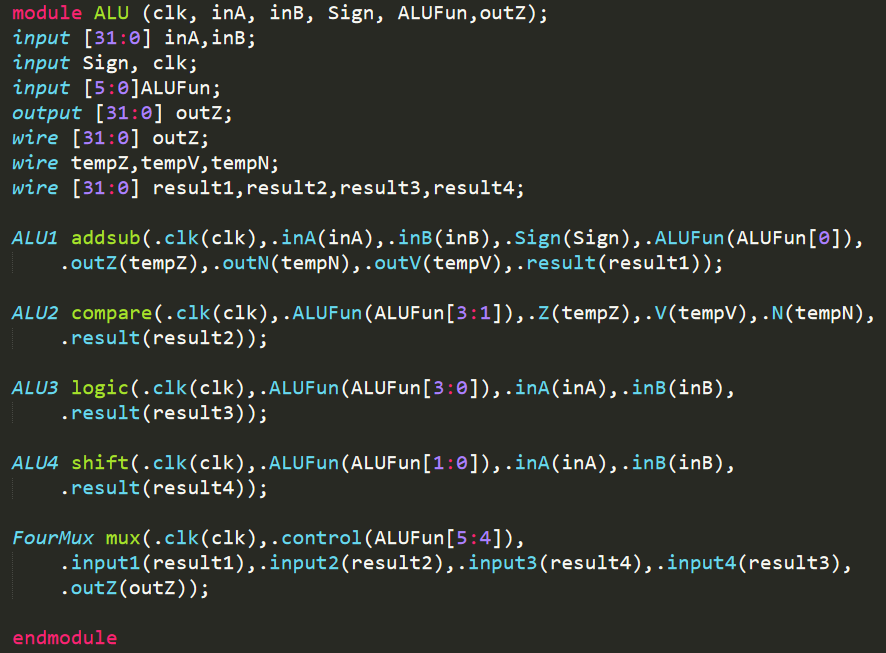 module ALU (clk, inA, inB, Sign, ALUFun,outZ);
input [31:0] inA,inB;
input Sign, clk;
input [5:0]ALUFun;
output [31:0] outZ;
wire [31:0] outZ;
wire tempZ,tempV,tempN;
wire [31:0] result1,result2,result3,result4;
ALU1 addsub(.clk(clk),.inA(inA),.inB(inB),.Sign(Sign),.ALUFun(ALUFun[0]),
.outZ(tempZ),.outN(tempN),.outV(tempV),.result(result1));
ALU2 compare(.clk(clk),.ALUFun(ALUFun[3:1]),.Z(tempZ),.V(tempV),.N(tempN),
.result(result2));
ALU3 logic(.clk(clk),.ALUFun(ALUFun[3:0]),.inA(inA),.inB(inB),
.result(result3));
ALU4 shift(.clk(clk),.ALUFun(ALUFun[1:0]),.inA(inA),.inB(inB),
.result(result4));
FourMux mux(.clk(clk),.control(ALUFun[5:4]),
.input1(result1),.input2(result2),.input3(result4),.input4(result3),
.outZ(outZ));
endmodule